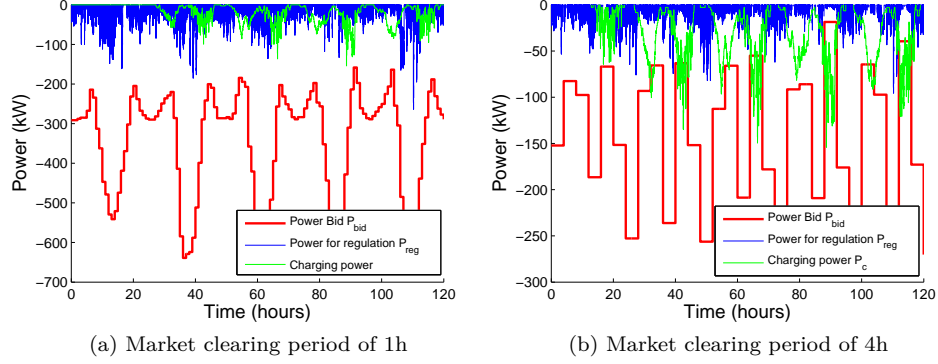 0
−100
−200
−300
−400
−500
−600
−700
Power (kW)
0 20 40 60 80 100 120
Time (hours)
Power Bid P_bid
Power for regulation P_reg
Charging power
(a) Market clearing period of 1h
0
−50
−100
−150
−200
−250
−300
Power (kW)
0 20 40 60 80 100 120
Time (hours)
Power Bid P_bid
Power for regulation P_reg
Charging power P_c
(b) Market clearing period of 4h